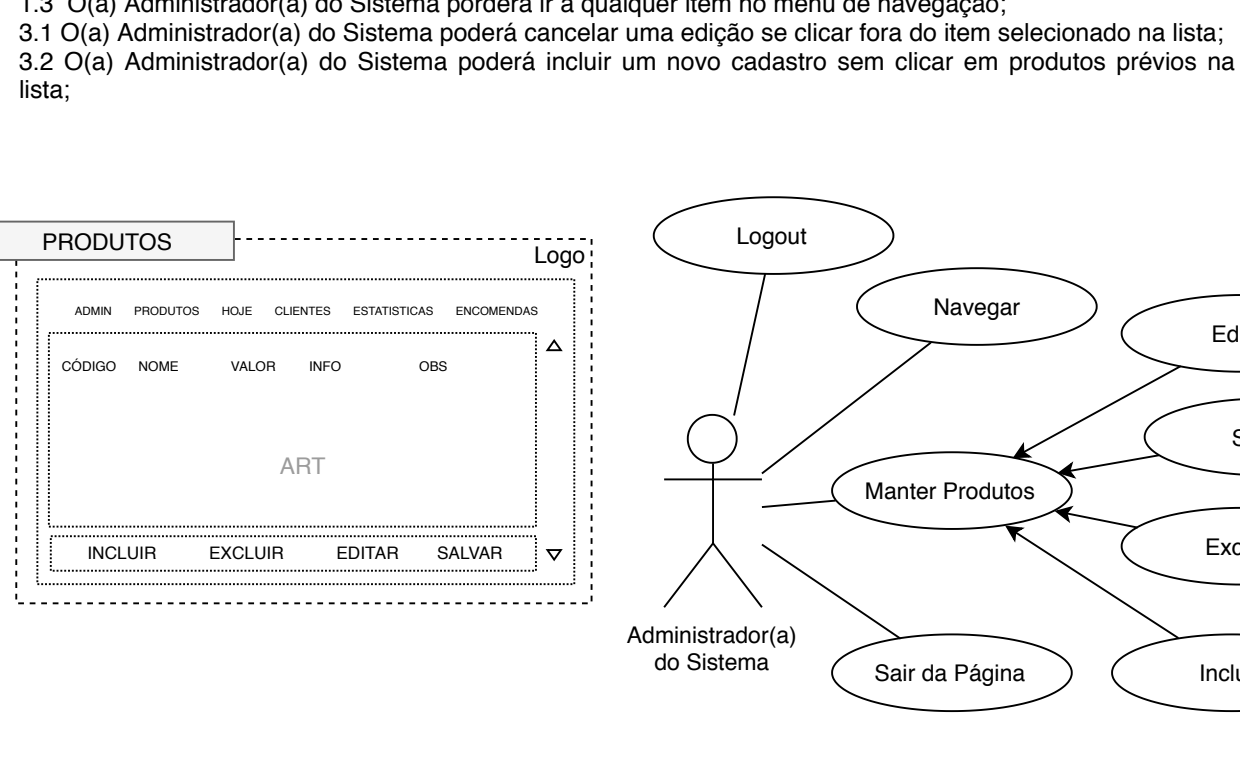 1.3 O(a) Administrador(a) do Sistema porderá ir a qualquer item no menu de navegação;
3.1 O(a) Administrador(a) do Sistema poderá cancelar uma edição se clicar fora do item selecionado na lista;
3.2 O(a) Administrador(a) do Sistema poderá incluir um novo cadastro sem clicar em produtos prévios na
lista;
PRODUTOS
Logo
ADMIN PRODUTOS HOJE CLIENTES ESTATISTICAS ENCOMENDAS
CÓDIGO NOME VALOR INFO OBS
ART
INCLUIR EXCLUIR EDITAR SALVAR
Logout
Navegar
Manter Produtos
Administrador(a)
do Sistema
Sair da Página